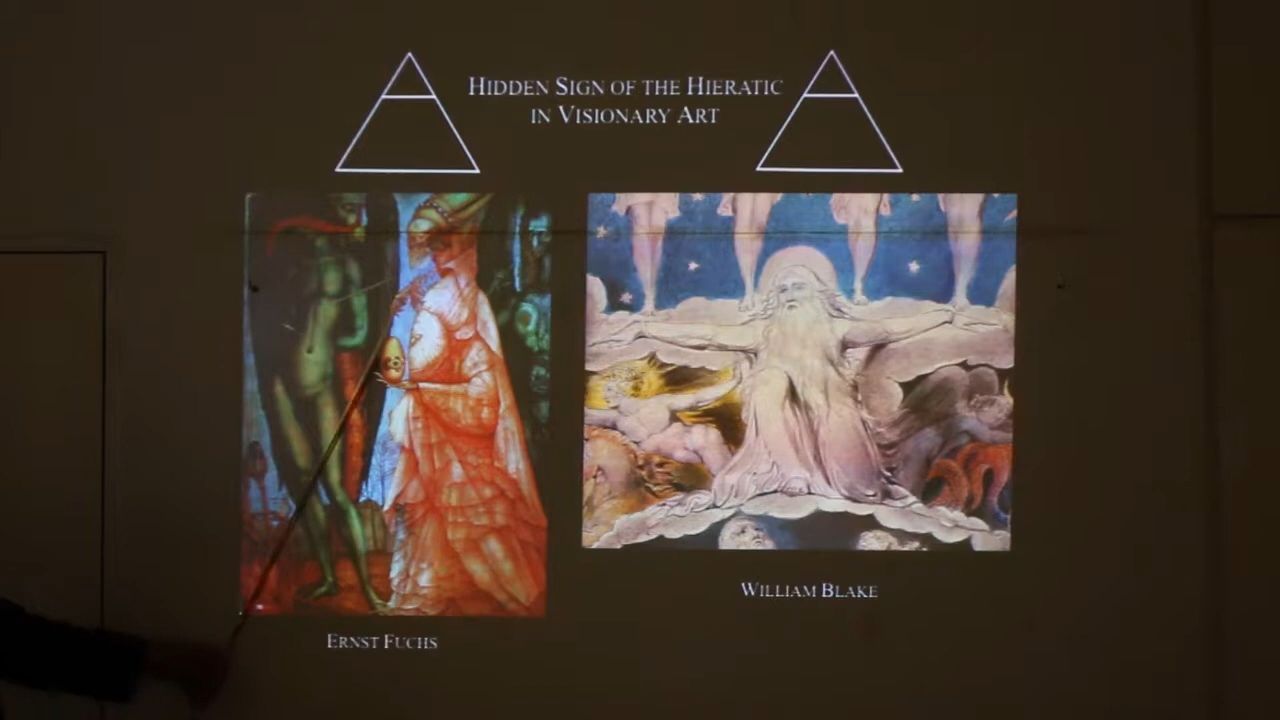 HIDDEN SIGN OF THE HIERATIC
IN VISIONARY ART
WILLIAM BLAKE
ERNST FUCHS